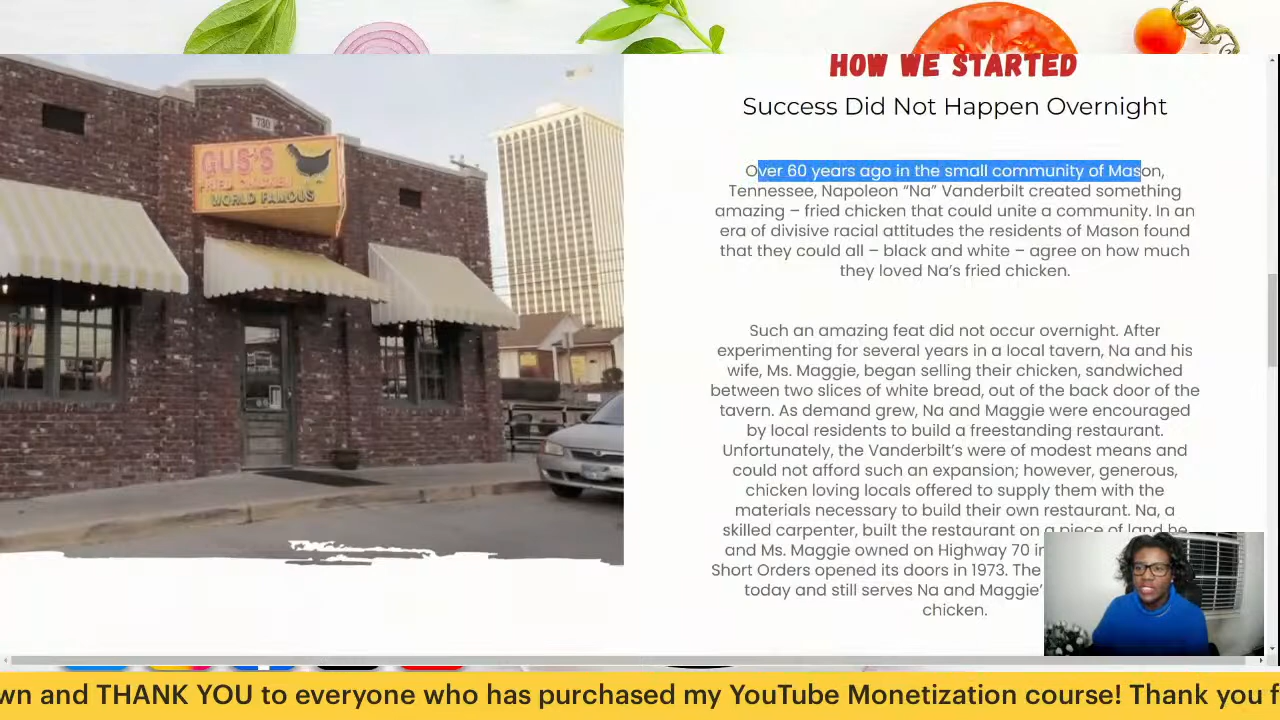 HOW WE STARTED
Success Did Not Happen Overnight
730
GUS'S
FRIED CHICKEN
WORLD FAMOUS
Over 60 years ago in the small community of Mason,
Tennessee, Napoleon “Na” Vanderbilt created something
amazing – fried chicken that could unite a community. In an
era of divisive racial attitudes the residents of Mason found
that they could all – black and white – agree on how much
they loved Na’s fried chicken.
Such an amazing feat did not occur overnight. After
experimenting for several years in a local tavern, Na and his
wife, Ms. Maggie, began selling their chicken, sandwiched
between two slices of white bread, out of the back door of the
tavern. As demand grew, Na and Maggie were encouraged
by local residents to build a freestanding restaurant.
Unfortunately, the Vanderbilt’s were of modest means and
could not afford such an expansion; however, generous,
chicken loving locals offered to supply them with the
materials necessary to build their own restaurant. Na, a
skilled carpenter, built the restaurant on a piece of land he
and Ms. Maggie owned on Highway 70 in
Short Orders opened its doors in 1973. The
today and still serves Na and Maggie’
chicken.
wn and THANK YOU to everyone who has purchased my YouTube Monetization course! Thank you f